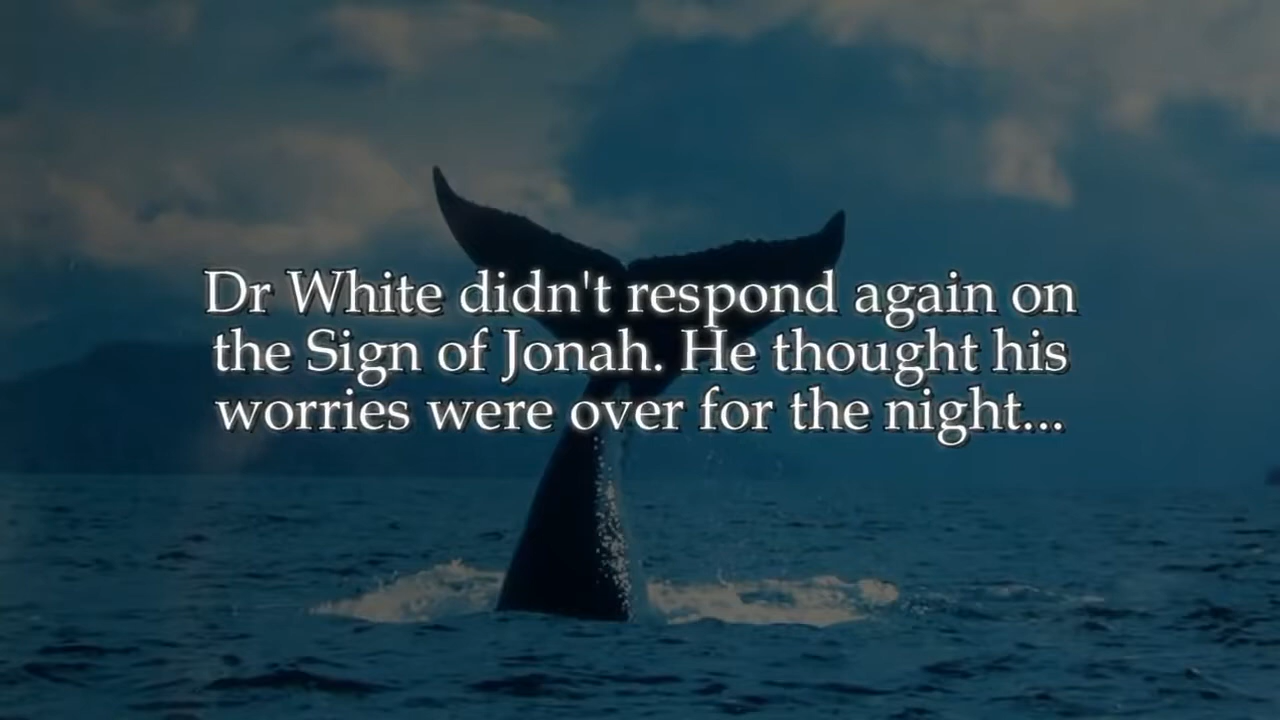 Dr White didn't respond again on
the Sign of Jonah. He thought his
worries were over for the night...